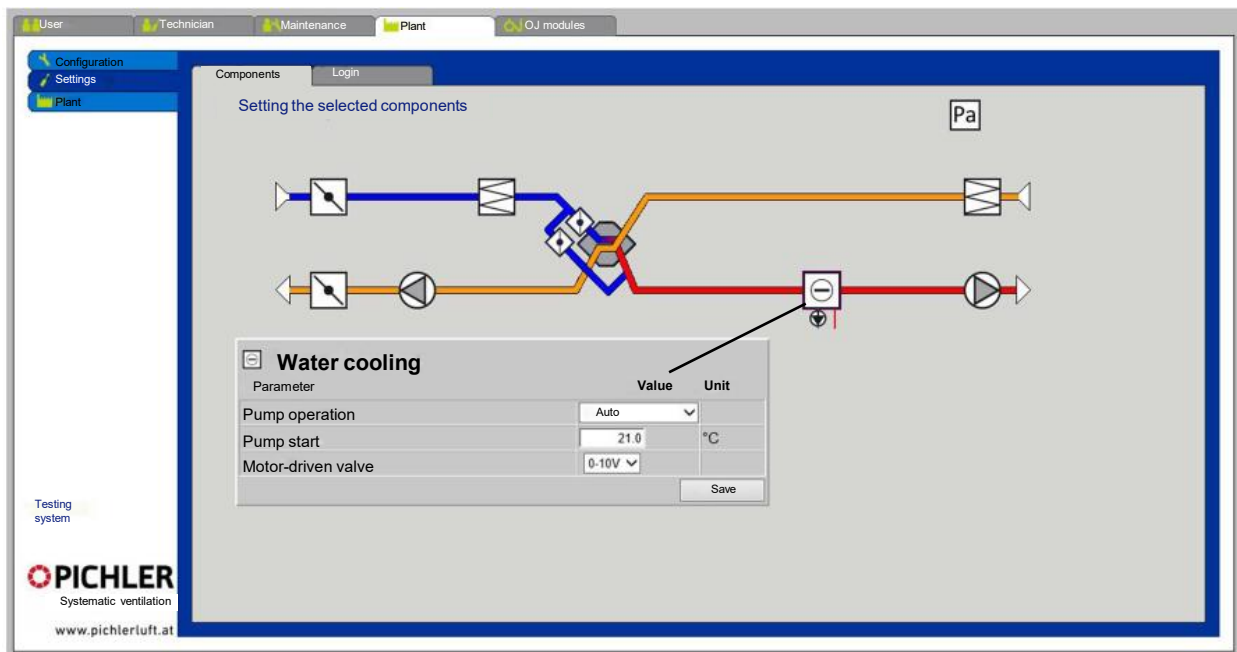 User Technician Maintenance Plant OJ modules
Configuration
Settings
Plant
Components Login
Setting the selected components
Pa
Water cooling
Parameter Value Unit
Pump operation Auto
Pump start 21.0 °C
Motor-driven valve 0-10V
Save
Testing
system
PICHLER
Systematic ventilation
www.pichlerluft.at